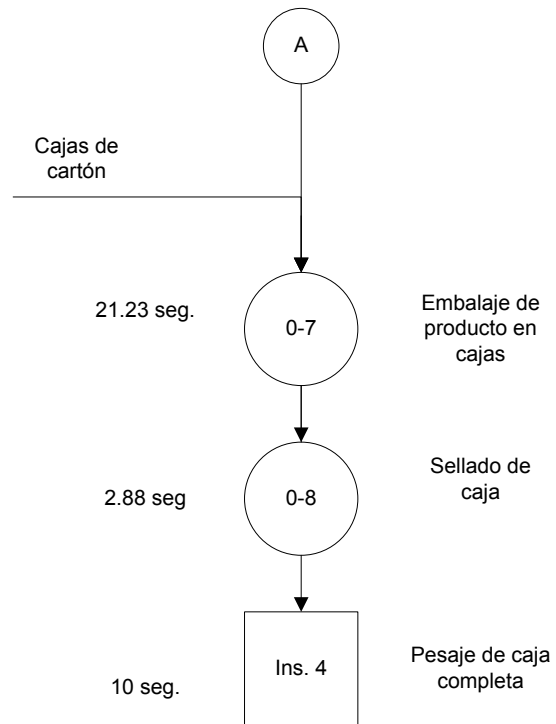 A
Cajas de
cartón
21.23 seg.
0-7
Embalaje de
producto en
cajas
2.88 seg
0-8
Sellado de
caja
10 seg.
Ins. 4
Pesaje de caja
completa